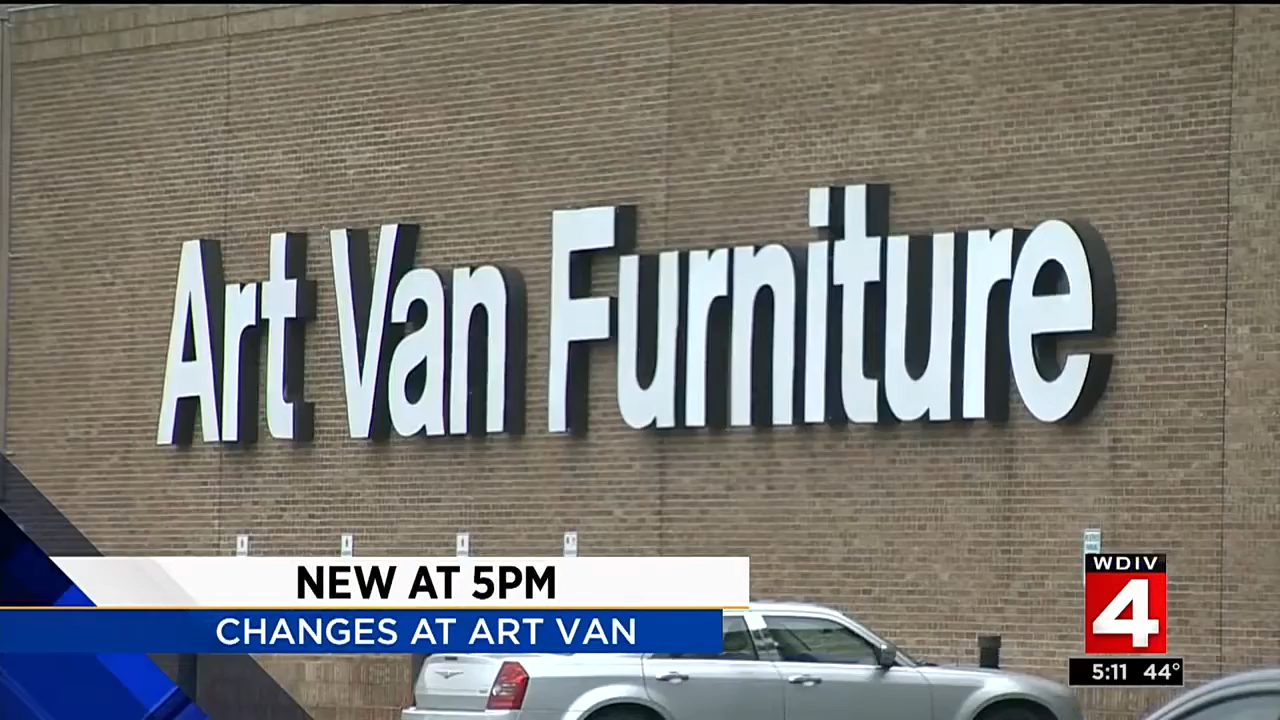 Art Van Furniture
NEW AT 5PM
CHANGES AT ART VAN
WDIV
4
5:11 44°